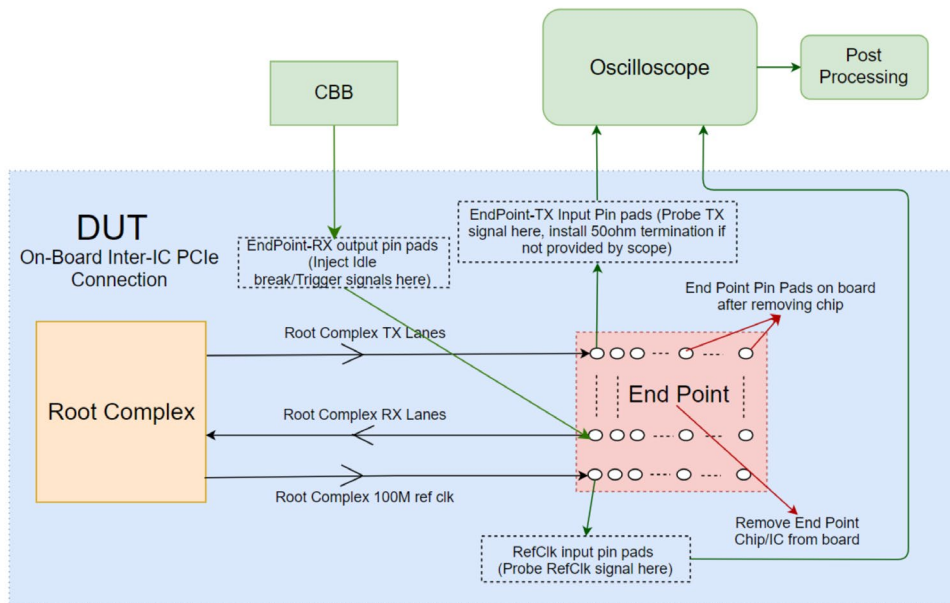 Oscilloscope
Post
Processing
CBB
DUT
On-Board Inter-IC PCIe
Connection
EndPoint-TX Input Pin pads (Probe TX
signal here, install 50ohm termination if
not provided by scope)
EndPoint-RX output pin pads
(Inject Idle
break/Trigger signals here)
End Point Pin Pads on board
after removing chip
Root Complex TX Lanes
Root Complex
End Point
Root Complex RX Lanes
Root Complex 100M ref clk
Remove End Point
Chip/IC from board
RefClk input pin pads
(Probe RefClk signal here)